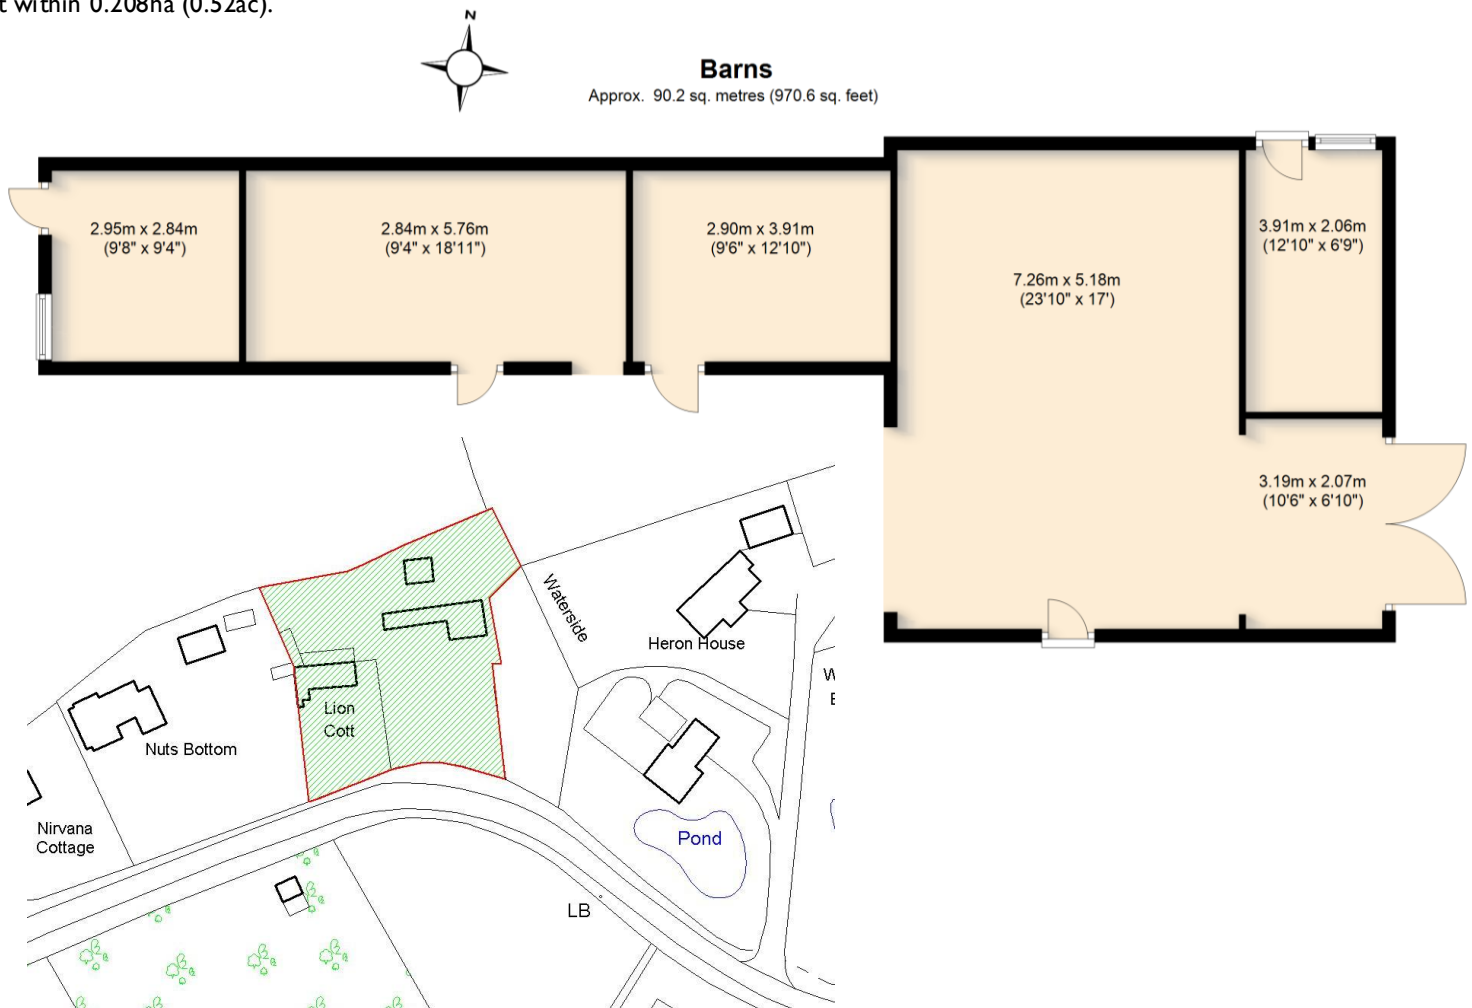 t within 0.208ha (0.52ac).
N
Barns
Approx. 90.2 sq. metres (970.6 sq. feet)
2.95m x 2.84m
(9'8" x 9'4")
2.84m x 5.76m
(9'4" x 18'11")
2.90m x 3.91m
(9'6" x 12'10")
7.26m x 5.18m
(23'10" x 17')
3.91m x 2.06m
(12'10" x 6'9")
3.19m x 2.07m
(10'6" x 6'10")
Waterside
Heron House
W
E
Lion
Cott
Nuts Bottom
Nirvana
Cottage
Pond
LB